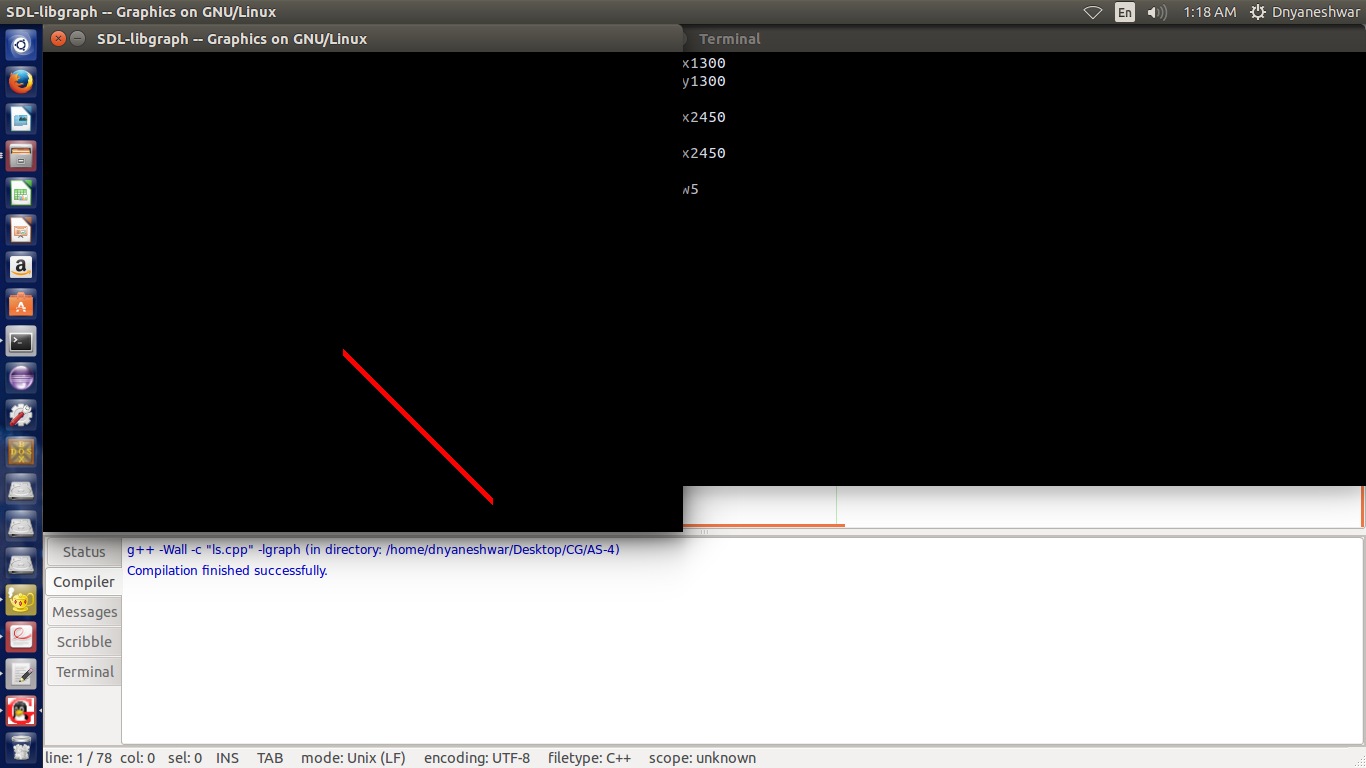 SDL-libgraph -- Graphics on GNU/Linux
En
1:18 AM
Dnyaneshwar
SDL-libgraph -- Graphics on GNU/Linux
Terminal
x1300
y1300
x2450
x2450
w5
Status
Compiler
Messages
Scribble
Terminal
g++ -Wall -c "ls.cpp" -lgraph (in directory: /home/dnyaneshwar/Desktop/CG/AS-4)
Compilation finished successfully.
line: 1 / 78 col: 0 sel: 0 INS TAB mode: Unix (LF) encoding: UTF-8 filetype: C++ scope: unknown